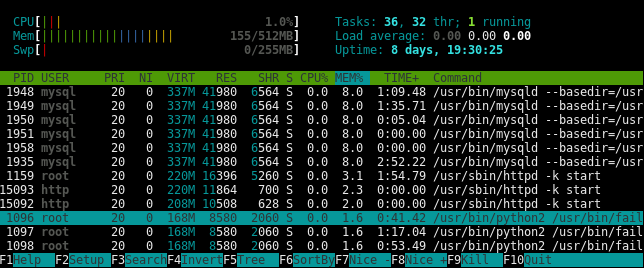 CPU[||| 1.0%] Tasks: 36, 32 thr; 1 running
Mem[||||||||||||||||||| 155/512MB] Load average: 0.00 0.00 0.00
Swp[| 0/255MB] Uptime: 8 days, 19:30:25
PID USER PRI NI VIRT RES SHR S CPU% MEM% TIME+ Command
1948 mysql 20 0 337M 41980 6564 S 0.0 8.0 1:09.48 /usr/bin/mysqld --basedir=/usr
1949 mysql 20 0 337M 41980 6564 S 0.0 8.0 1:35.71 /usr/bin/mysqld --basedir=/usr
1950 mysql 20 0 337M 41980 6564 S 0.0 8.0 0:05.04 /usr/bin/mysqld --basedir=/usr
1951 mysql 20 0 337M 41980 6564 S 0.0 8.0 0:00.00 /usr/bin/mysqld --basedir=/usr
1958 mysql 20 0 337M 41980 6564 S 0.0 8.0 0:00.00 /usr/bin/mysqld --basedir=/usr
1935 mysql 20 0 337M 41980 6564 S 0.0 8.0 2:52.22 /usr/bin/mysqld --basedir=/usr
1159 root 20 0 220M 16396 5260 S 0.0 3.1 1:54.79 /usr/sbin/httpd -k start
15093 http 20 0 220M 11864 700 S 0.0 2.3 0:00.00 /usr/sbin/httpd -k start
15092 http 20 0 208M 10508 628 S 0.0 2.0 0:00.00 /usr/sbin/httpd -k start
1096 root 20 0 168M 8580 2060 S 0.0 1.6 0:41.42 /usr/bin/python2 /usr/bin/fail
1097 root 20 0 168M 8580 2060 S 0.0 1.6 1:17.04 /usr/bin/python2 /usr/bin/fail
1098 root 20 0 168M 8580 2060 S 0.0 1.6 0:53.49 /usr/bin/python2 /usr/bin/fail
F1Help F2Setup F3SearchF4InvertF5Tree F6SortByF7Nice -F8Nice +F9Kill F10Quit